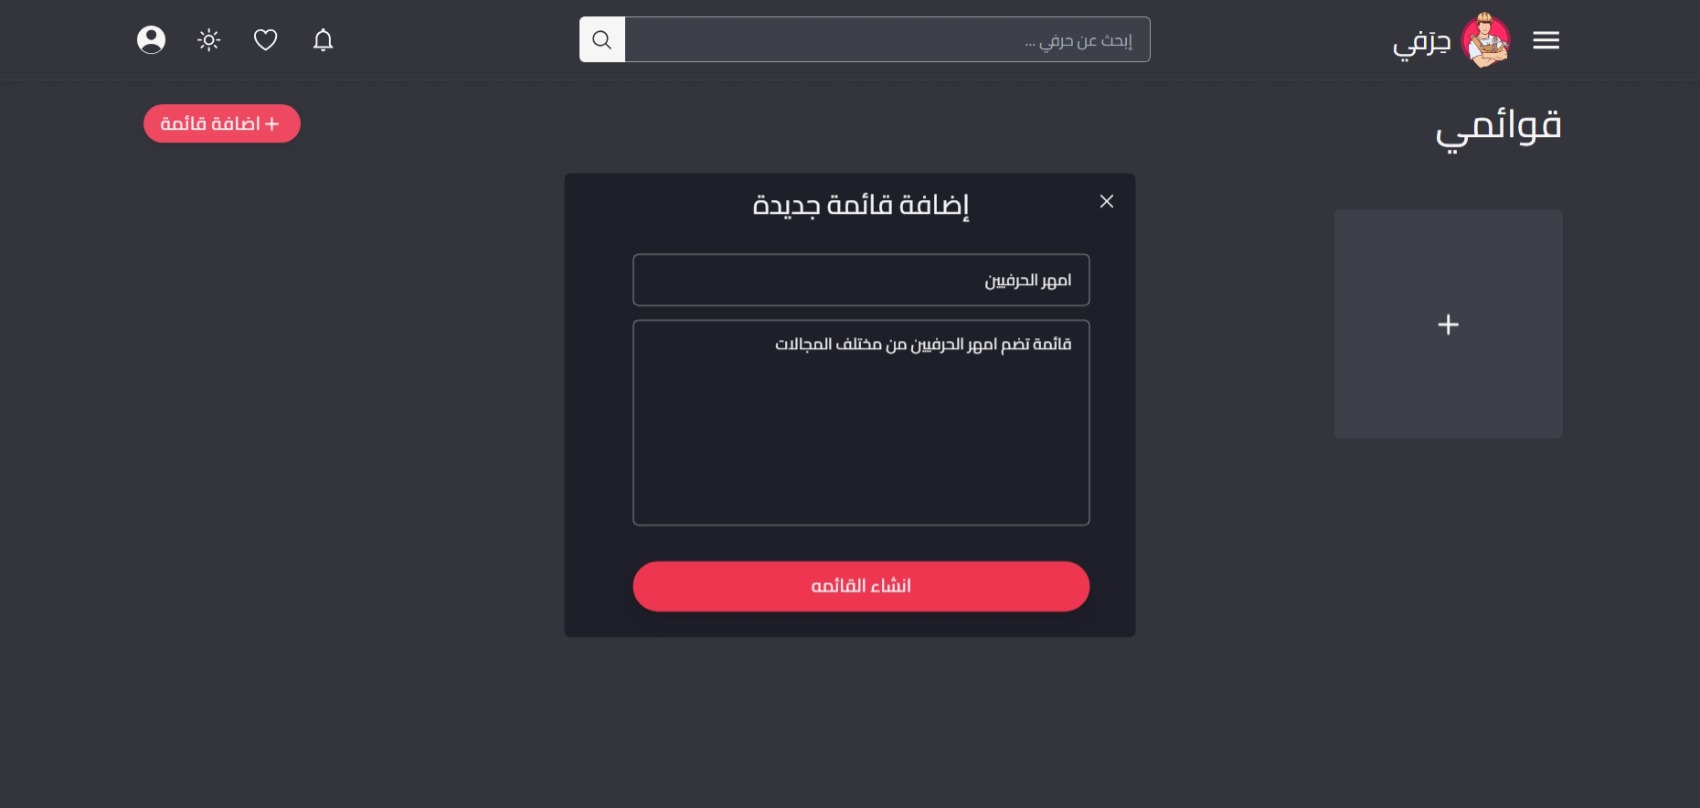 حِرَفي
إبحث عن حرفي ...
قوائمي
+ اضافة قائمة
إضافة قائمة جديدة
امهر الحرفيين
قائمة تضم امهر الحرفيين من مختلف المجالات
انشاء القائمه